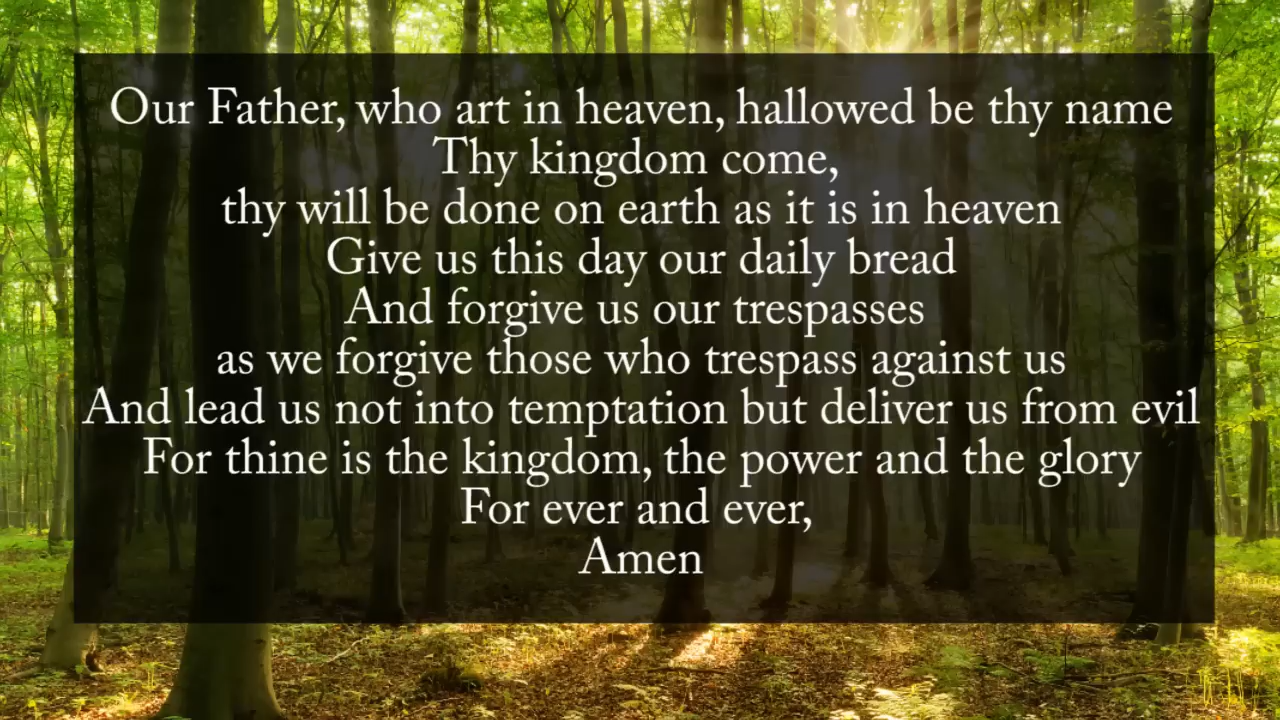 Our Father, who art in heaven, hallowed be thy name
Thy kingdom come,
thy will be done on earth as it is in heaven
Give us this day our daily bread
And forgive us our trespasses
as we forgive those who trespass against us
And lead us not into temptation but deliver us from evil
For thine is the kingdom, the power and the glory
For ever and ever,
Amen